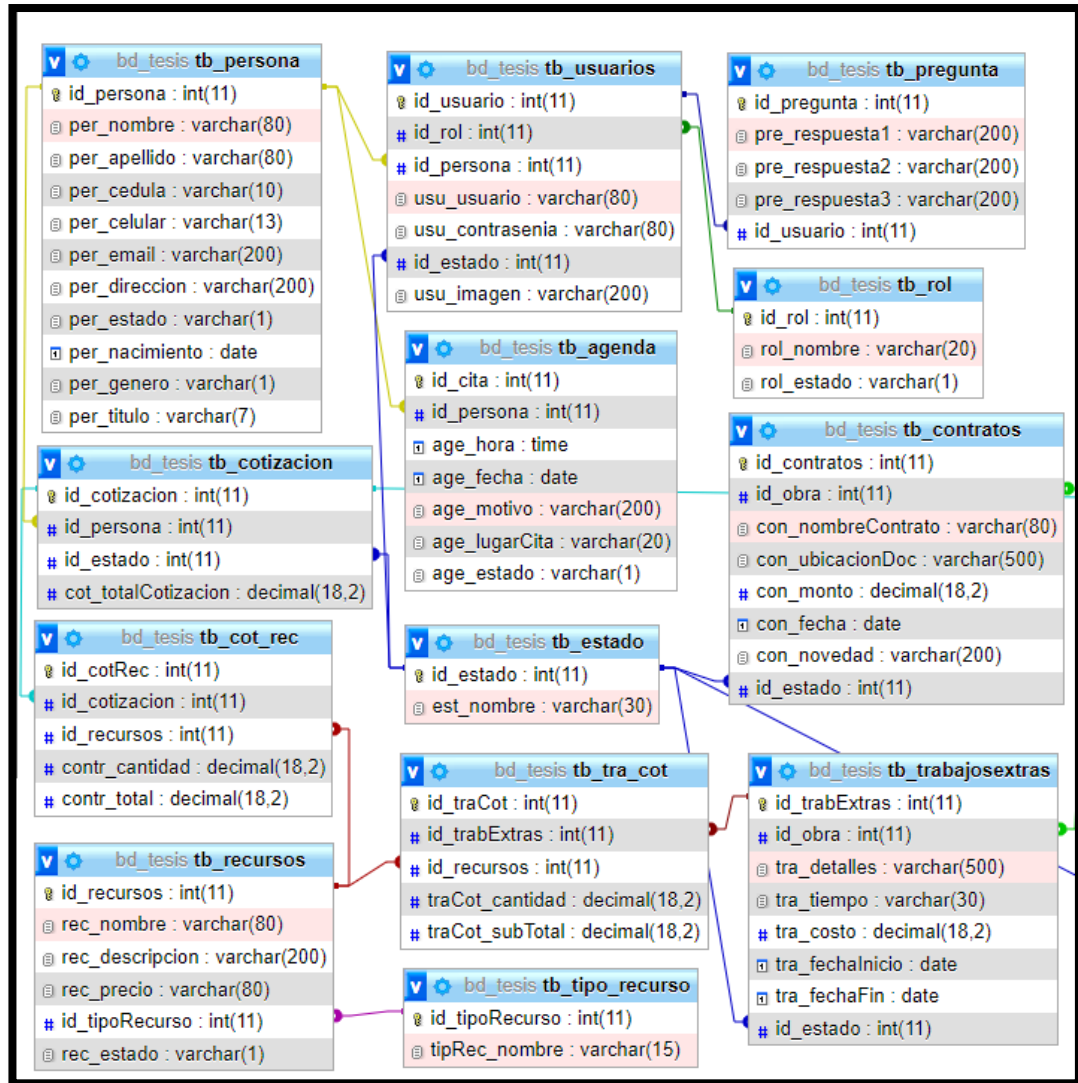 bd_tesis tb_persona
id_persona : int(11)
per_nombre : varchar(80)
per_apellido : varchar(80)
per_cedula : varchar(10)
per_celular : varchar(13)
per_email : varchar(200)
per_direccion : varchar(200)
per_estado : varchar(1)
per_nacimiento : date
per_genero : varchar(1)
per_titulo : varchar(7)
bd_tesis tb_usuarios
id_usuario : int(11)
id_rol : int(11)
id_persona : int(11)
usu_usuario : varchar(80)
usu_contrasenia : varchar(80)
id_estado : int(11)
usu_imagen : varchar(200)
bd_tesis tb_pregunta
id_pregunta : int(11)
pre_respuesta1 : varchar(200)
pre_respuesta2 : varchar(200)
pre_respuesta3 : varchar(200)
id_usuario : int(11)
bd_tesis tb_rol
id_rol : int(11)
rol_nombre : varchar(20)
rol_estado : varchar(1)
bd_tesis tb_agenda
id_cita : int(11)
id_persona : int(11)
age_hora : time
age_fecha : date
age_motivo : varchar(200)
age_lugarCita : varchar(20)
age_estado : varchar(1)
bd_tesis tb_contratos
id_contratos : int(11)
id_obra : int(11)
con_nombreContrato : varchar(80)
con_ubicacionDoc : varchar(500)
con_monto : decimal(18,2)
con_fecha : date
con_novedad : varchar(200)
id_estado : int(11)
bd_tesis tb_cotizacion
id_cotizacion : int(11)
id_persona : int(11)
id_estado : int(11)
cot_totalCotizacion : decimal(18,2)
bd_tesis tb_cot_rec
id_cotRec : int(11)
id_cotizacion : int(11)
id_recursos : int(11)
contr_cantidad : decimal(18,2)
contr_total : decimal(18,2)
bd_tesis tb_estado
id_estado : int(11)
est_nombre : varchar(30)
bd_tesis tb_tra_cot
id_traCot : int(11)
id_trabExtras : int(11)
id_recursos : int(11)
traCot_cantidad : decimal(18,2)
traCot_subTotal : decimal(18,2)
bd_tesis tb_trabajosextras
id_trabExtras : int(11)
id_obra : int(11)
tra_detalles : varchar(500)
tra_tiempo : varchar(30)
tra_costo : decimal(18,2)
tra_fechaInicio : date
tra_fechaFin : date
id_estado : int(11)
bd_tesis tb_recursos
id_recursos : int(11)
rec_nombre : varchar(80)
rec_descripcion : varchar(200)
rec_precio : varchar(80)
id_tipoRecurso : int(11)
rec_estado : varchar(1)
bd_tesis tb_tipo_recurso
id_tipoRecurso : int(11)
tipRec_nombre : varchar(15)